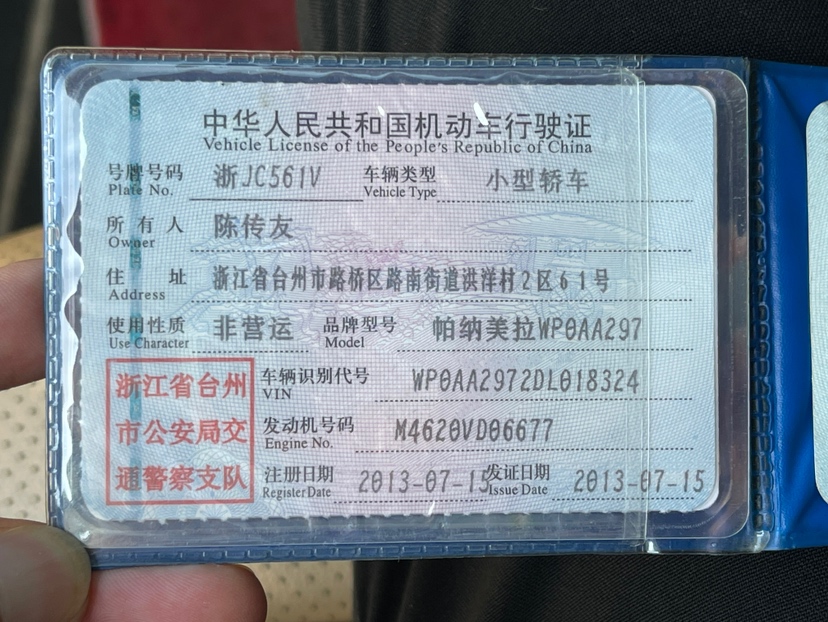 中华人民共和国机动车行驶证
Vehicle License of the People's Republic of China
号牌号码 浙JC561V 车辆类型 小型轿车
Plate No. Vehicle Type
所有人 陈传友
Owner
住址 浙江省台州市路桥区路南街道洪洋村2区61号
Address
使用性质 非营运 品牌型号 帕纳美拉WP0AA297
Use Character Model
浙江省台州 车辆识别代号 WP0AA2972DL018324
VIN
市公安局交 发动机号码 M4620VD06677
Engine No.
通警察支队 注册日期 2013-07-15 发证日期 2013-07-15
Register Date Issue Date